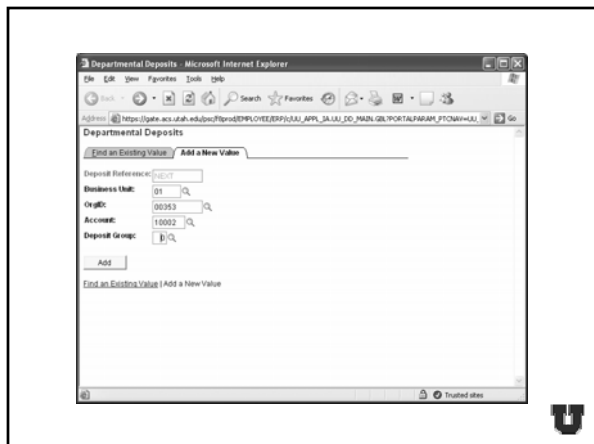 Departmental Deposits - Microsoft Internet Explorer
File Edit View Favorites Tools Help
Back Search Favorites
Address https://gate.acs.utah.edu/psc/f8prod/EMPLOYEE/ERP/c/UU_APPL_IA.UU_DD_MAIN.GBL?PORTALPARAM_PTCNAV=UU_ Go
Departmental Deposits
Find an Existing Value Add a New Value
Deposit Reference: NEXT
Business Unit: 01
OrgID: 00353
Account: 10002
Deposit Group: 0
Add
Find an Existing Value | Add a New Value
Trusted sites
U